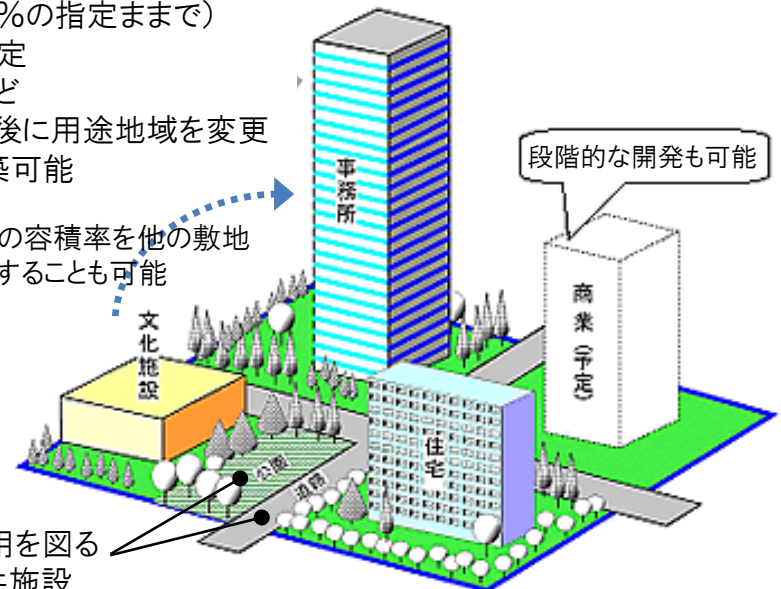 %の指定ままで)
定
ど
後に用途地域を変更
築可能
の容積率を他の敷地
することも可能
事務所
段階的な開発も可能
商業(予定)
文化施設
住宅
公園
道路
用を図る
共施設